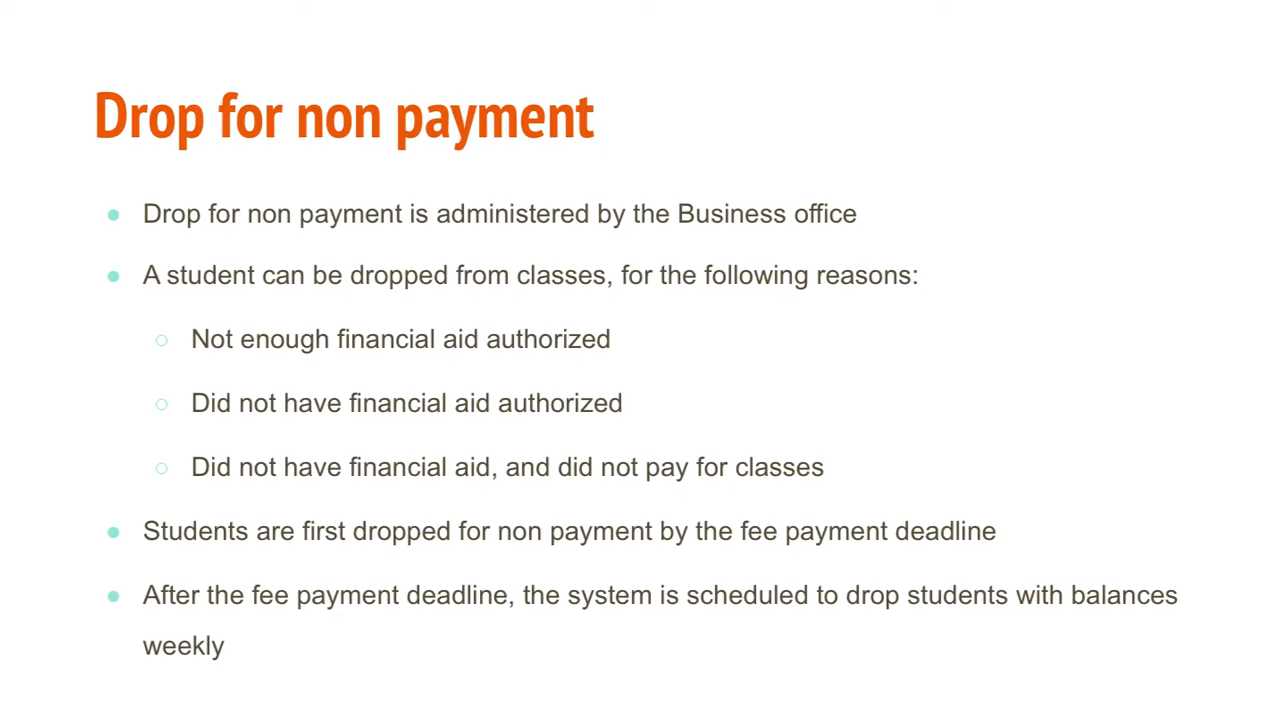 Drop for non payment
● Drop for non payment is administered by the Business office
● A student can be dropped from classes, for the following reasons:
○ Not enough financial aid authorized
○ Did not have financial aid authorized
○ Did not have financial aid, and did not pay for classes
● Students are first dropped for non payment by the fee payment deadline
● After the fee payment deadline, the system is scheduled to drop students with balances
weekly